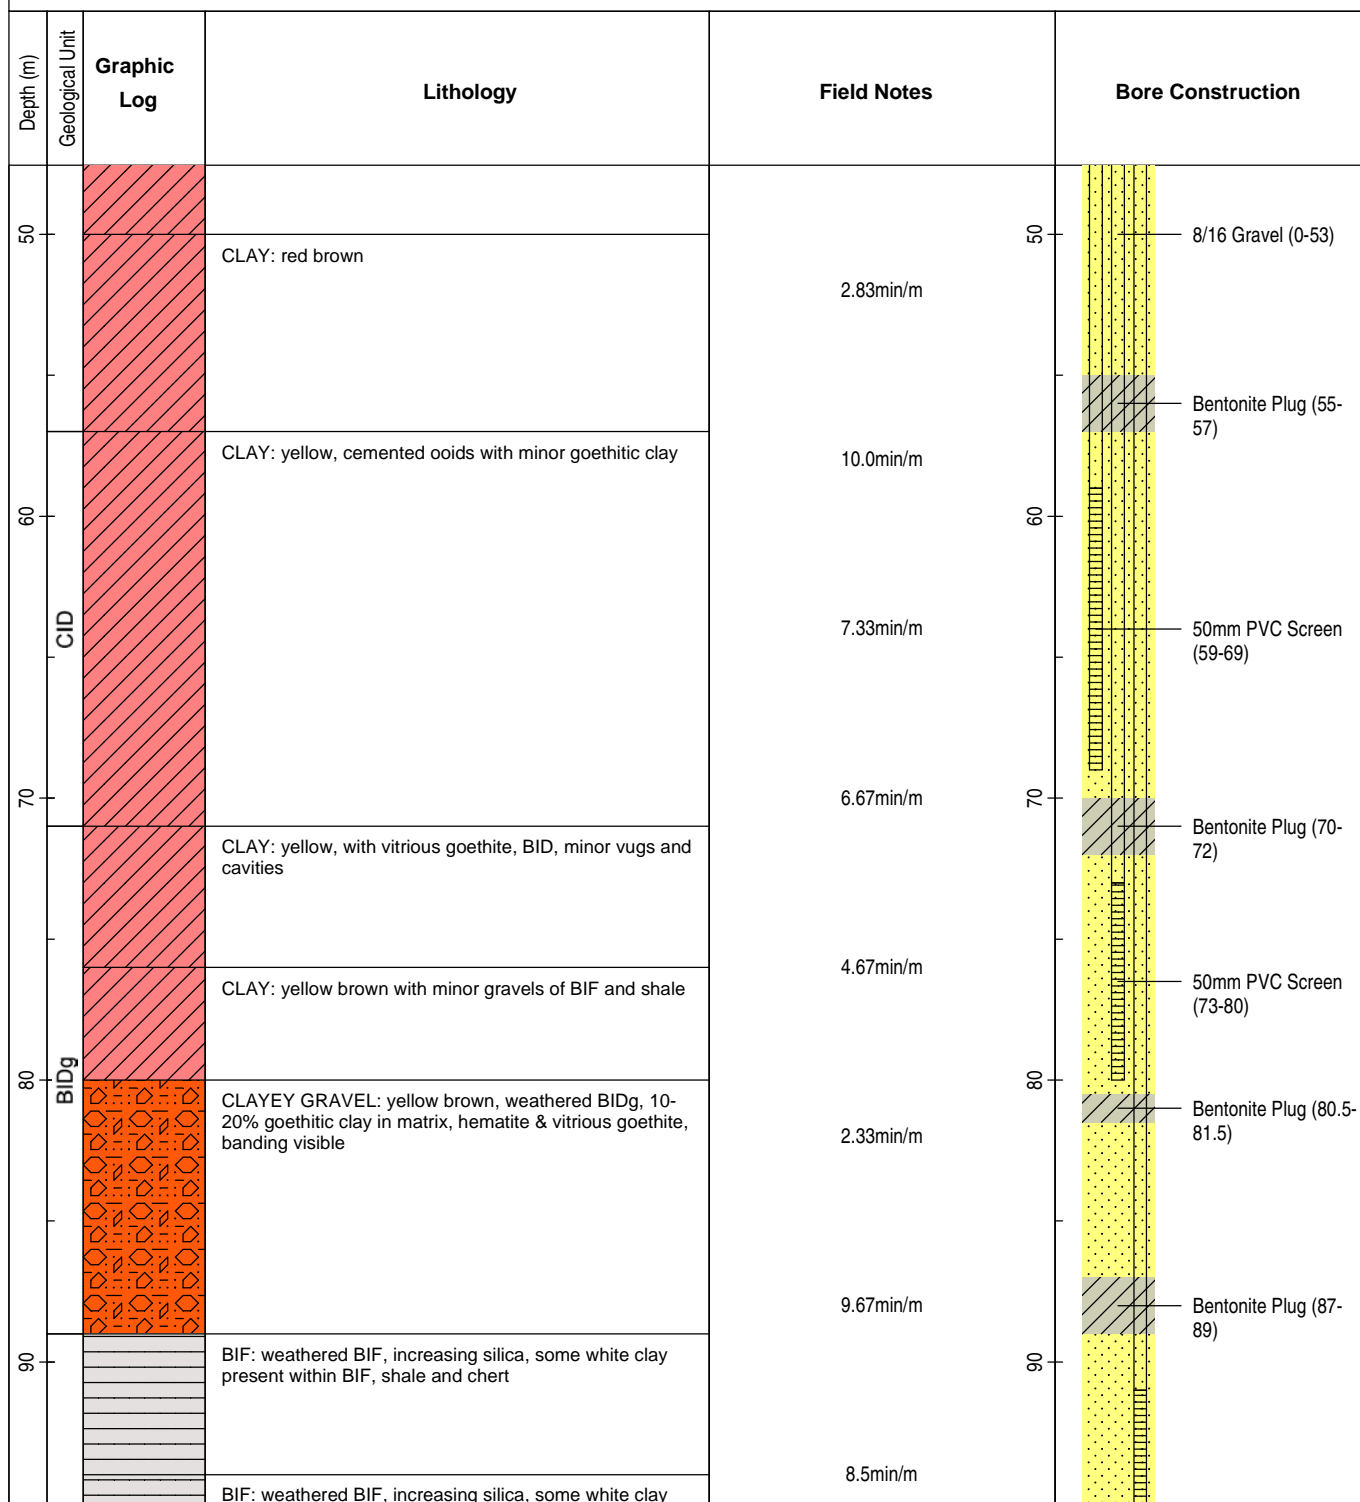 Depth (m)
Geological Unit
Graphic
Log
Lithology
Field Notes
Bore Construction
50
CLAY: red brown
2.83min/m
50
8/16 Gravel (0-53)
Bentonite Plug (55-
57)
CLAY: yellow, cemented ooids with minor goethitic clay
10.0min/m
60
60
CID
7.33min/m
50mm PVC Screen
(59-69)
70
6.67min/m
70
Bentonite Plug (70-
72)
CLAY: yellow, with vitrious goethite, BID, minor vugs and
cavities
4.67min/m
CLAY: yellow brown with minor gravels of BIF and shale
50mm PVC Screen
(73-80)
80
BIDg
80
CLAYEY GRAVEL: yellow brown, weathered BIDg, 10-
20% goethitic clay in matrix, hematite & vitrious goethite,
banding visible
2.33min/m
Bentonite Plug (80.5-
81.5)
9.67min/m
Bentonite Plug (87-
89)
90
BIF: weathered BIF, increasing silica, some white clay
present within BIF, shale and chert
90
8.5min/m
BIF: weathered BIF, increasing silica, some white clay